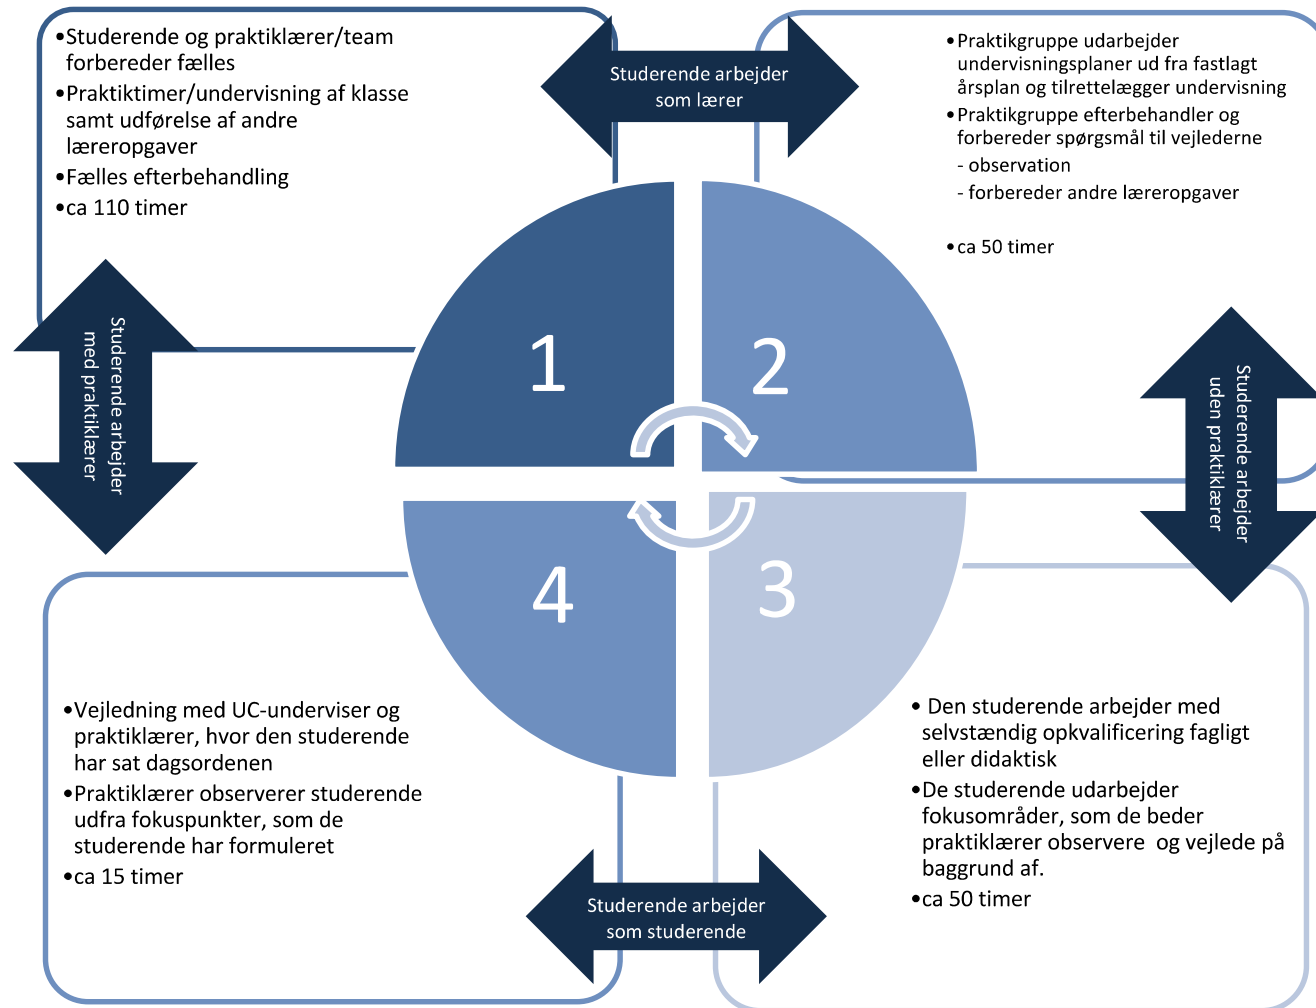 •Studerende og praktiklærer/team
forbereder fælles
•Praktiktimer/undervisning af klasse
samt udførelse af andre
læreropgaver
•Fælles efterbehandling
•ca 110 timer
Studerende arbejder
som lærer
•Praktikgruppe udarbejder
undervisningsplaner ud fra fastlagt
årsplan og tilrettelægger undervisning
•Praktikgruppe efterbehandler og
forbereder spørgsmål til vejlederne
- observation
- forbereder andre læreropgaver
•ca 50 timer
Studerende arbejder
med praktiklærer
1
2
Studerende arbejder
uden praktiklærer
4
3
•Vejledning med UC-underviser og
praktiklærer, hvor den studerende
har sat dagsordenen
•Praktiklærer observerer studerende
udfra fokuspunkter, som de
studerende har formuleret
•ca 15 timer
Studerende arbejder
som studerende
• Den studerende arbejder med
selvstændig opkvalificering fagligt
eller didaktisk
•De studerende udarbejder
fokusområder, som de beder
praktiklærer observere og vejlede på
baggrund af.
•ca 50 timer